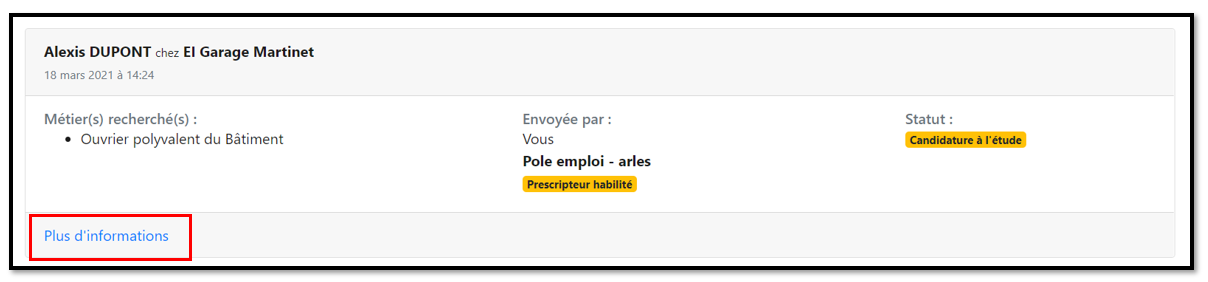 Alexis DUPONT chez EI Garage Martinet
18 mars 2021 à 14:24
Métier(s) recherché(s) :
• Ouvrier polyvalent du Bâtiment
Envoyée par :
Vous
Pole emploi - arles
Prescripteur habilité
Statut :
Candidature à l'étude
Plus d'informations